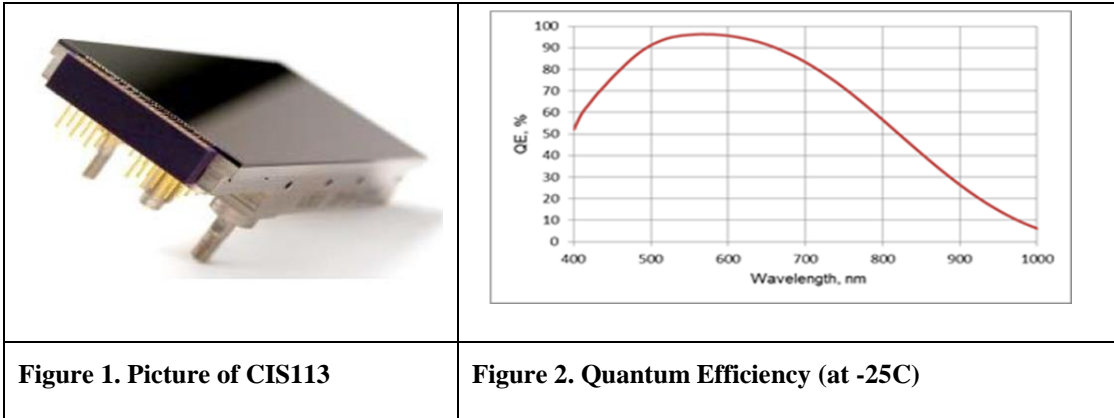 100
90
80
70
60
50
40
30
20
10
0
QE, %
400 500 600 700 800 900 1000
Wavelength, nm
Figure 1. Picture of CIS113
Figure 2. Quantum Efficiency (at -25C)